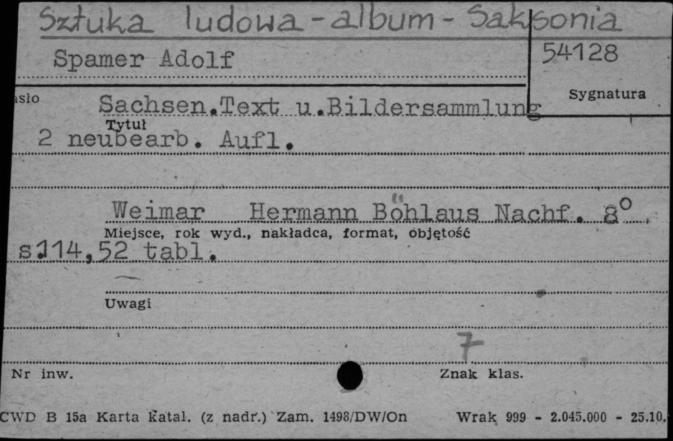 Sztuka ludowa - album - Saksonia
Spamer Adolf
54128
Sygnatura
asło
Sachsen.Text u.Bildersammlung
Tytuł
2 neubearb. Aufl.
Weimar Hermann Böhlaus Nachf. 8°
Miejsce, rok wyd., nakładca, format, objętość
s.114,52 tabl.
Uwagi
7
Nr inw.
Znak klas.
CWD B 15a Karta katal. (z nadr.) Zam. 1498/DW/On Wrak 999 - 2.045.000 - 25.10.